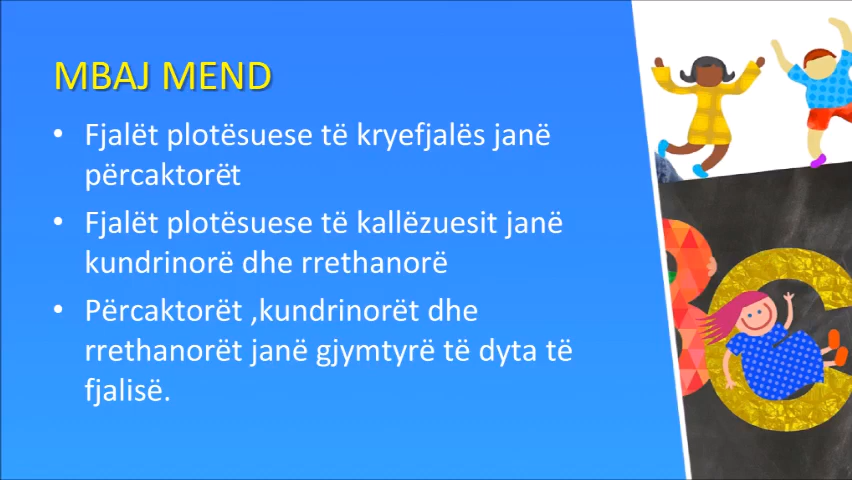 MBAJ MEND
• Fjalët plotësuese të kryefjalës janë
përcaktorët
• Fjalët plotësuese të kallëzuesit janë
kundrinorë dhe rrethanorë
• Përcaktorët ,kundrinorët dhe
rrethanorët janë gjymtyrë të dyta të
fjalisë.